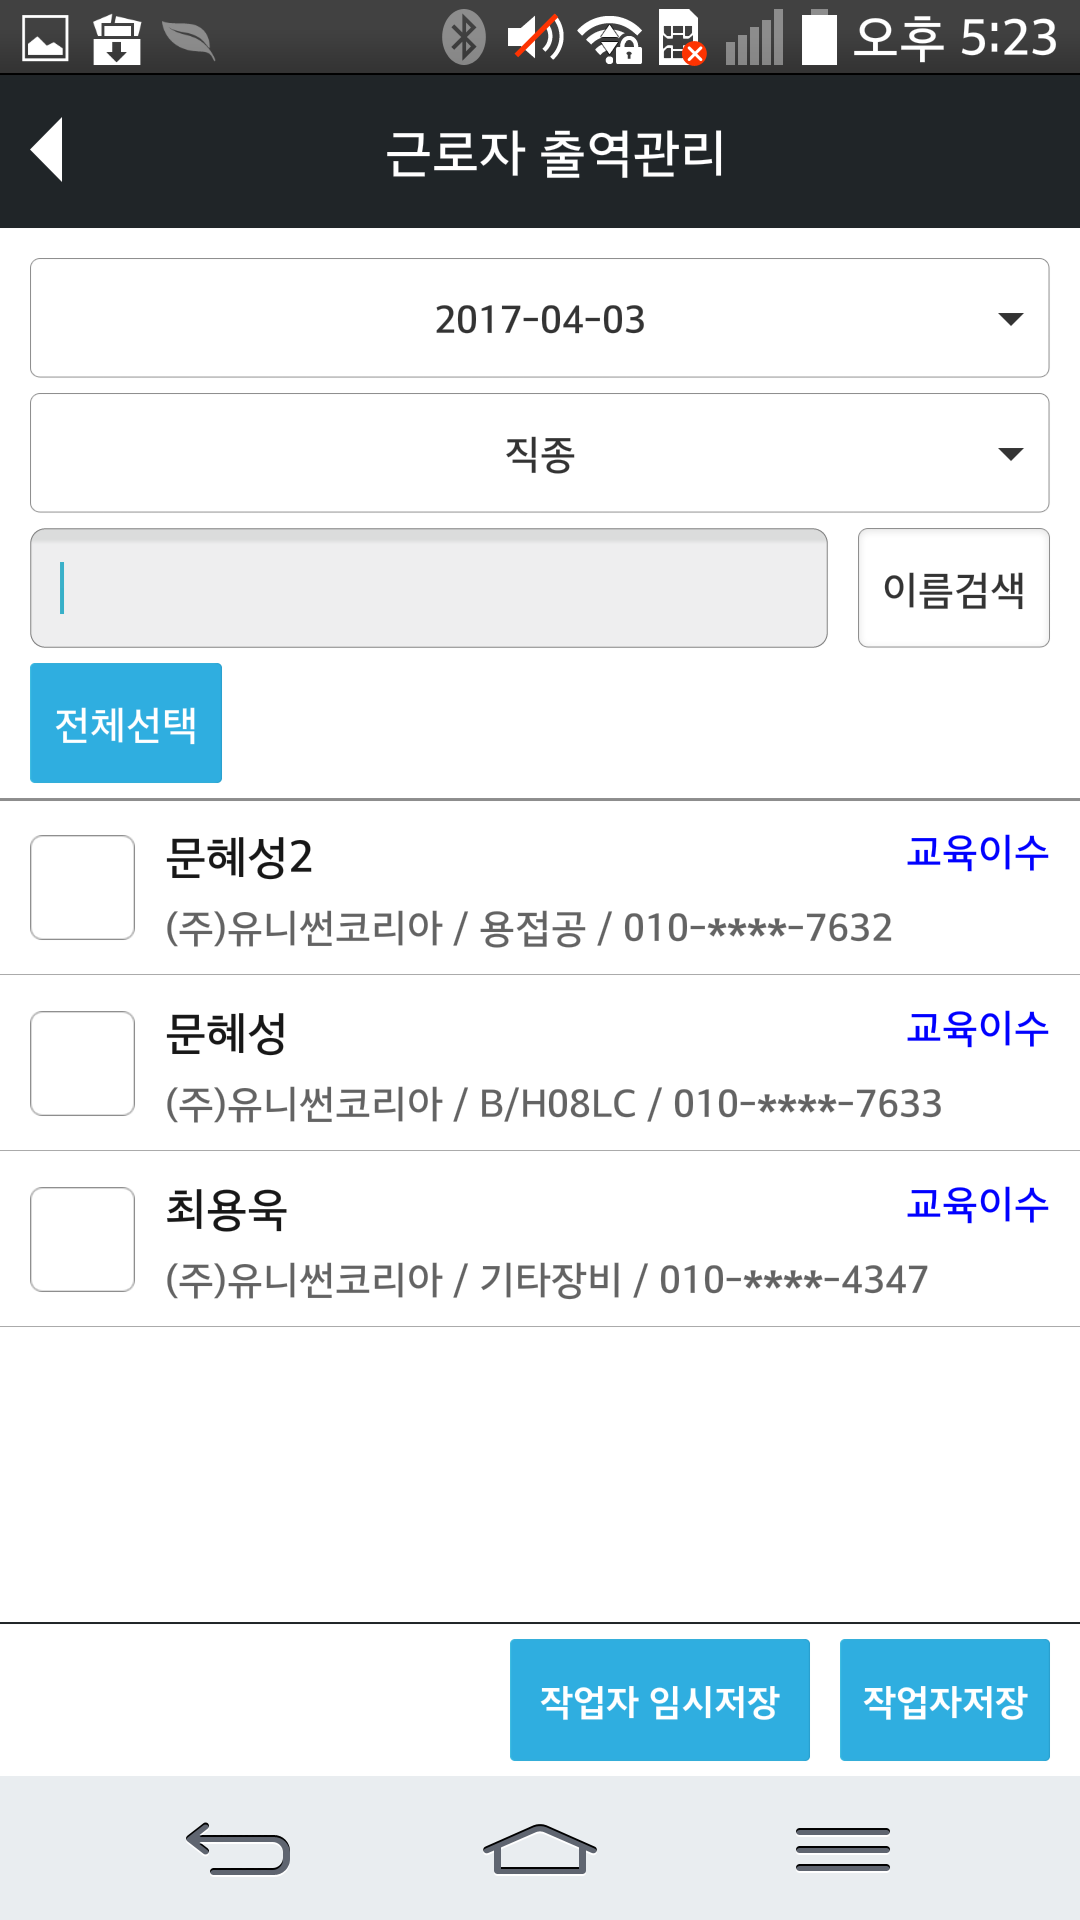 오후 5:23
근로자 출역관리
2017-04-03
직종
이름검색
전체선택
문혜성2 교육이수
(주)유니썬코리아 / 용접공 / 010-****-7632
문혜성 교육이수
(주)유니썬코리아 / B/H08LC / 010-****-7633
최용욱 교육이수
(주)유니썬코리아 / 기타장비 / 010-****-4347
작업자 임시저장 작업자저장